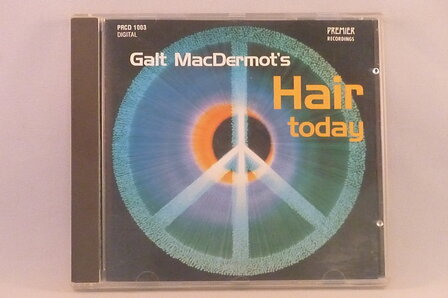 PRCD 1003
DIGITAL
PREMIER
RECORDINGS
Galt MacDermot's
Hair
today